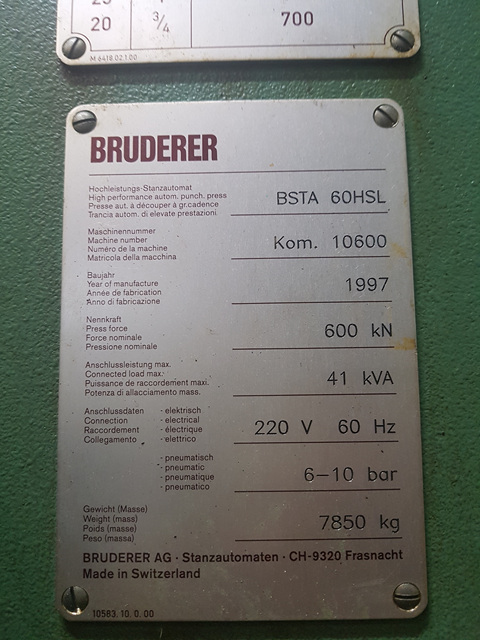 20 3/4 700
M 6418.02.1.00
BRUDERER
Hochleistungs-Stanzautomat
High performance autom. punch. press
Presse aut. à découper à gr.cadence
Trancia autom. di elevate prestazioni
BSTA 60HSL
Maschinennummer
Machine number
Numéro de la machine
Matricola della macchina
Kom. 10600
Baujahr
Year of manufacture
Année de fabrication
Anno di fabricazione
1997
Nennkraft
Press force
Force nominale
Pressione nominale
600 kN
Anschlussleistung max.
Connected load max.
Puissance de raccordement maxi.
Potenza di allacciamento mass.
41 kVA
Anschlussdaten - elektrisch
Connection - electrical
Raccordement - électrique
Collegamento - elettrico
220 V 60 Hz
- pneumatisch
- pneumatic
- pneumatique
- pneumatico
6-10 bar
Gewicht (Masse)
Weight (mass)
Poids (masse)
Peso (massa)
7850 kg
BRUDERER AG · Stanzautomaten · CH-9320 Frasnacht
Made in Switzerland
10583.10.0.00